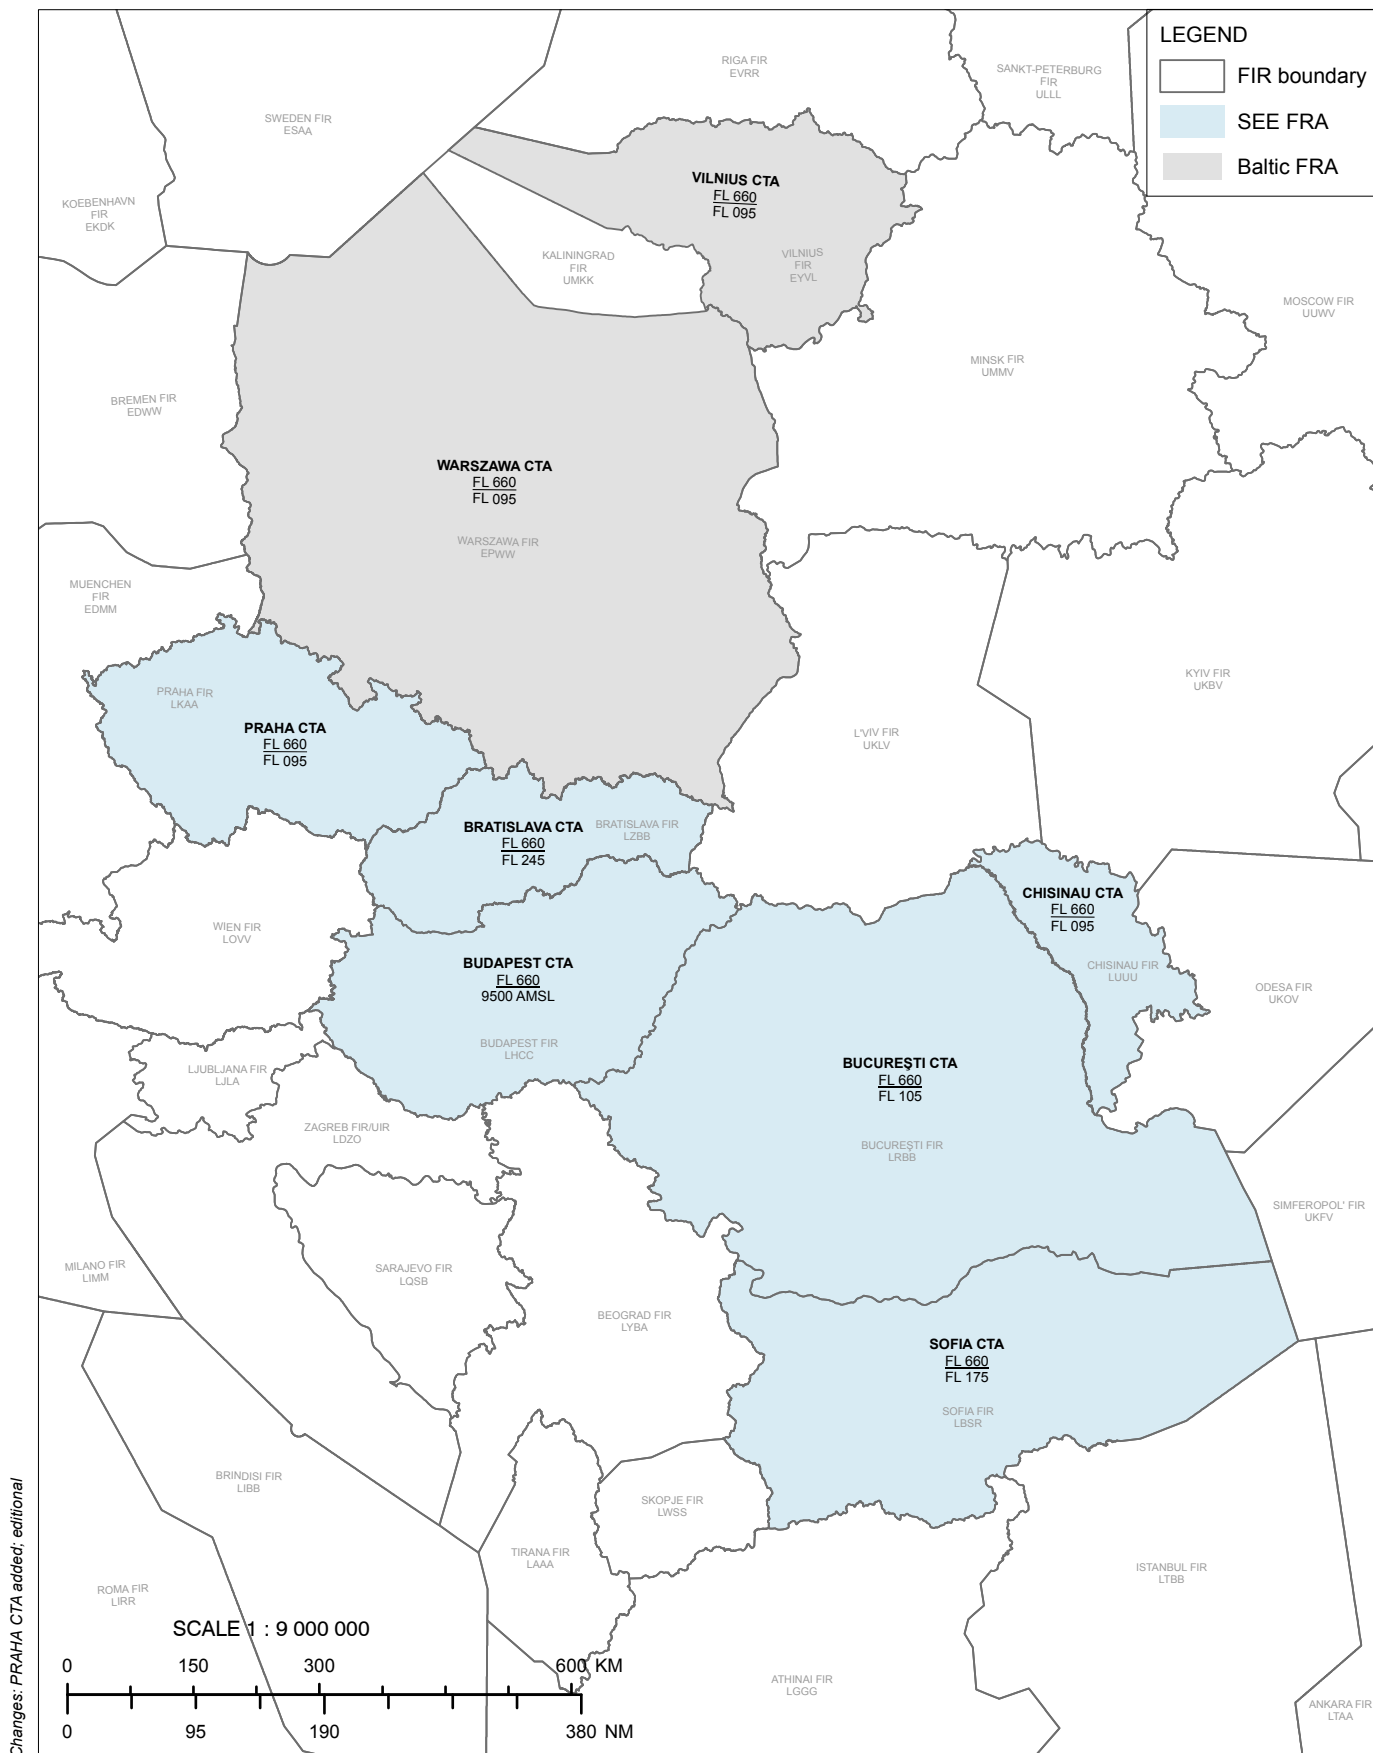 LEGEND
FIR boundary
SEE FRA
Baltic FRA
RIGA FIR
EVRR
SANKT-PETERBURG
FIR
ULLL
SWEDEN FIR
ESAA
KOEBENHAVN
FIR
EKDK
VILNIUS CTA
FL 660
FL 095
VILNIUS
FIR
EYVL
KALININGRAD
FIR
UMKK
MOSCOW FIR
UUWV
MINSK FIR
UMMV
BREMEN FIR
EDWW
WARSZAWA CTA
FL 660
FL 095
WARSZAWA FIR
EPWW
MUENCHEN
FIR
EDMM
PRAHA FIR
LKAA
PRAHA CTA
FL 660
FL 095
KYIV FIR
UKBV
L'VIV FIR
UKLV
BRATISLAVA CTA
FL 660
FL 245
BRATISLAVA FIR
LZBB
CHISINAU CTA
FL 660
FL 095
CHISINAU FIR
LUUU
WIEN FIR
LOVV
BUDAPEST CTA
FL 660
9500 AMSL
BUDAPEST FIR
LHCC
ODESA FIR
UKOV
LJUBLJANA FIR
LJLA
BUCUREŞTI CTA
FL 660
FL 105
BUCUREŞTI FIR
LRBB
ZAGREB FIR/UIR
LDZO
SIMFEROPOL' FIR
UKFV
MILANO FIR
LIMM
SARAJEVO FIR
LQSB
BEOGRAD FIR
LYBA
SOFIA CTA
FL 660
FL 175
SOFIA FIR
LBSR
BRINDISI FIR
LIBB
SKOPJE FIR
LWSS
TIRANA FIR
LAAA
ISTANBUL FIR
LTBB
ROMA FIR
LIRR
ATHINAI FIR
LGGG
ANKARA FIR
LTAA
SCALE 1 : 9 000 000
0 150 300 600 KM
0 95 190 380 NM
Changes: PRAHA CTA added; editional